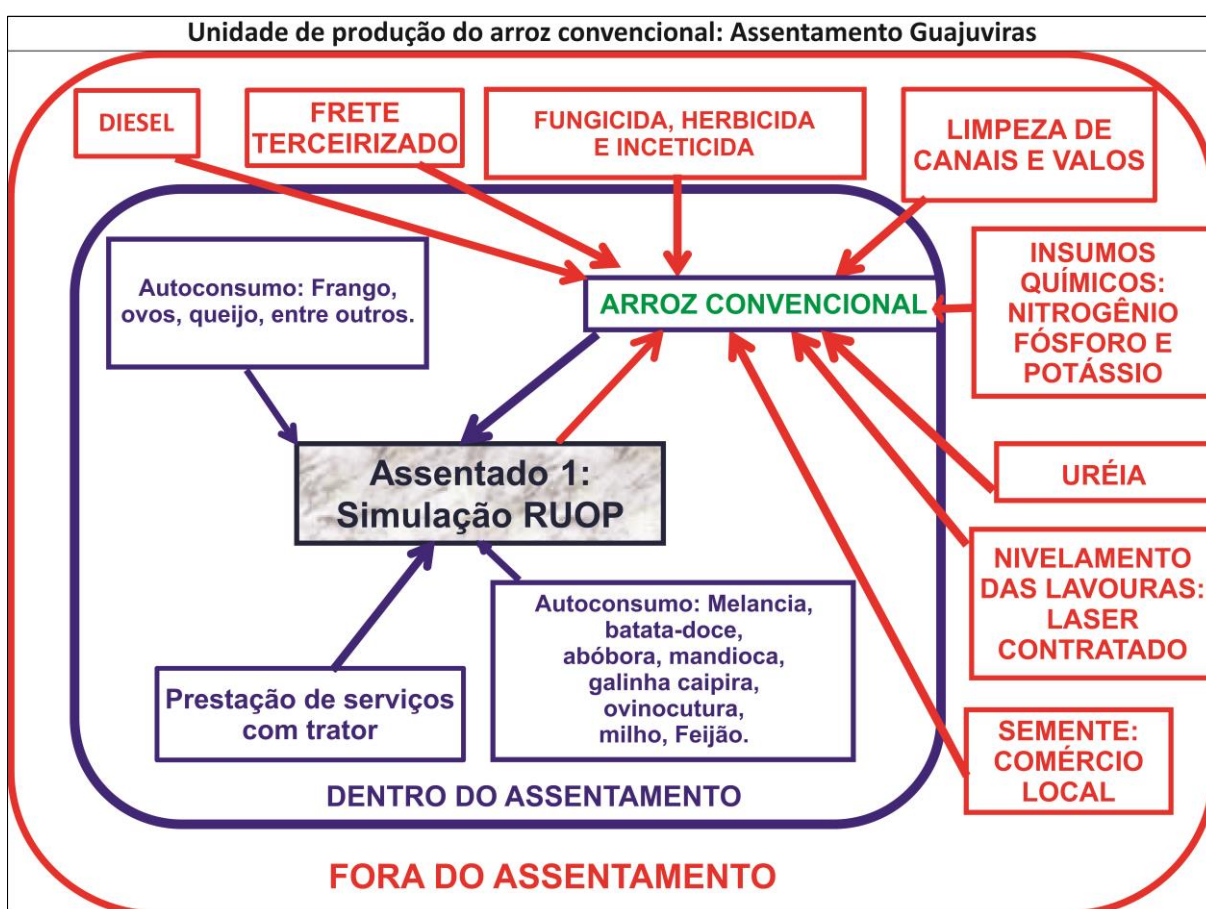 Unidade de produção do arroz convencional: Assentamento Guajuviras
DIESEL
FRETE
TERCEIRIZADO
FUNGICIDA, HERBICIDA
E INCETICIDA
LIMPEZA DE
CANAIS E VALOS
Autoconsumo: Frango,
ovos, queijo, entre outros.
ARROZ CONVENCIONAL
INSUMOS
QUÍMICOS:
NITROGÊNIO
FÓSFORO E
POTÁSSIO
Assentado 1:
Simulação RUOP
URÉIA
NIVELAMENTO
DAS LAVOURAS:
LASER
CONTRATADO
Prestação de serviços
com trator
Autoconsumo: Melancia,
batata-doce,
abóbora, mandioca,
galinha caipira,
ovinocutura,
milho, Feijão.
SEMENTE:
COMÉRCIO
LOCAL
DENTRO DO ASSENTAMENTO
FORA DO ASSENTAMENTO